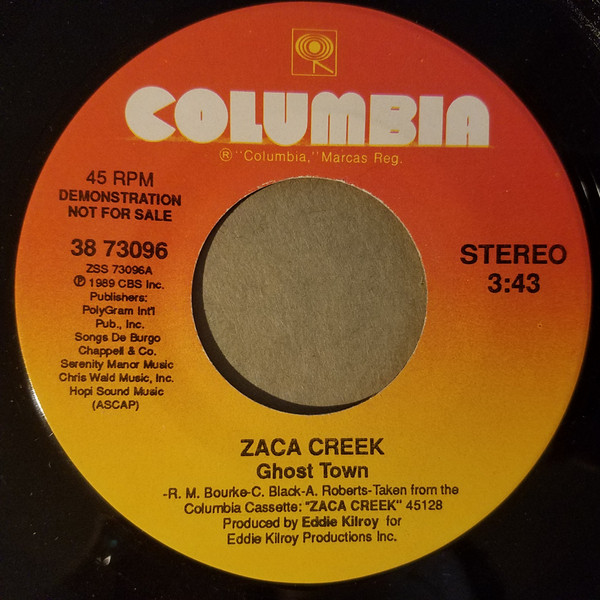 COLUMBIA
®"Columbia," Marcas Reg.
45 RPM
DEMONSTRATION
NOT FOR SALE
38 73096
ZSS 73096A
℗ 1989 CBS Inc.
Publishers:
PolyGram Int'l
Pub., Inc.
Songs De Burgo
Chappell & Co.
Serenity Manor Music
Chris Wald Music, Inc.
Hopi Sound Music
(ASCAP)
STEREO
3:43
ZACA CREEK
Ghost Town
-R. M. Bourke-C. Black-A. Roberts-Taken from the
Columbia Cassette: "ZACA CREEK" 45128
Produced by Eddie Kilroy for
Eddie Kilroy Productions Inc.